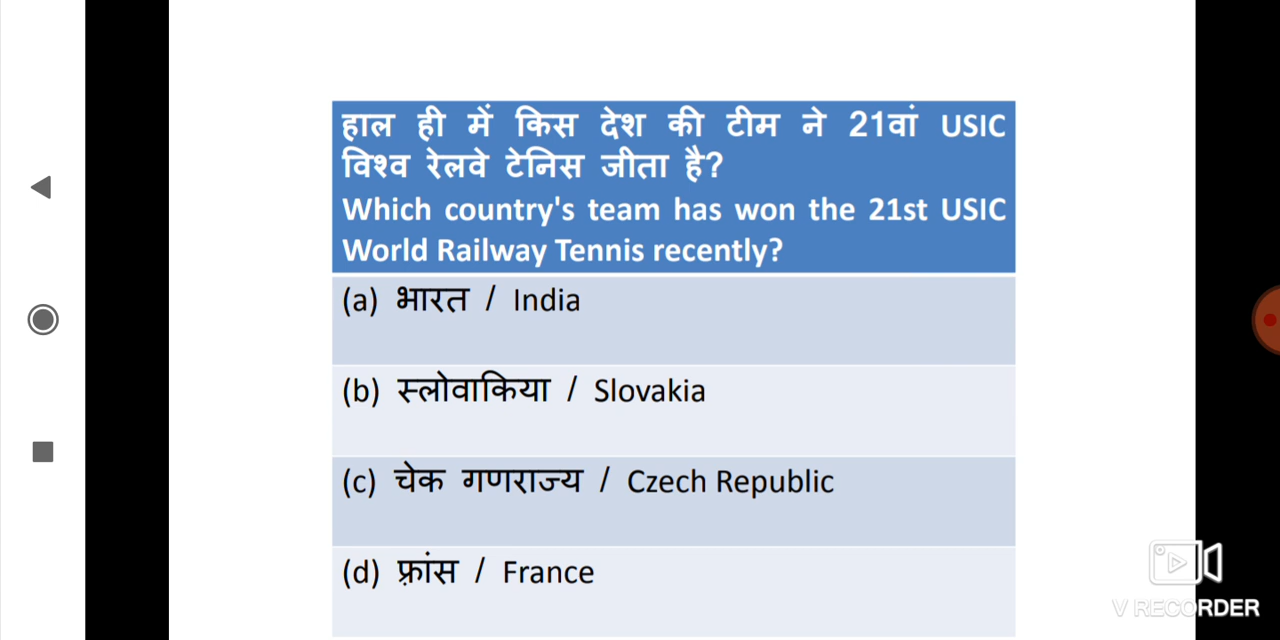 हाल ही में किस देश की टीम ने 21वां USIC
विश्व रेलवे टेनिस जीता है?
Which country's team has won the 21st USIC
World Railway Tennis recently?
(a) भारत / India
(b) स्लोवाकिया / Slovakia
(c) चेक गणराज्य / Czech Republic
(d) फ़्रांस / France
V RECORDER